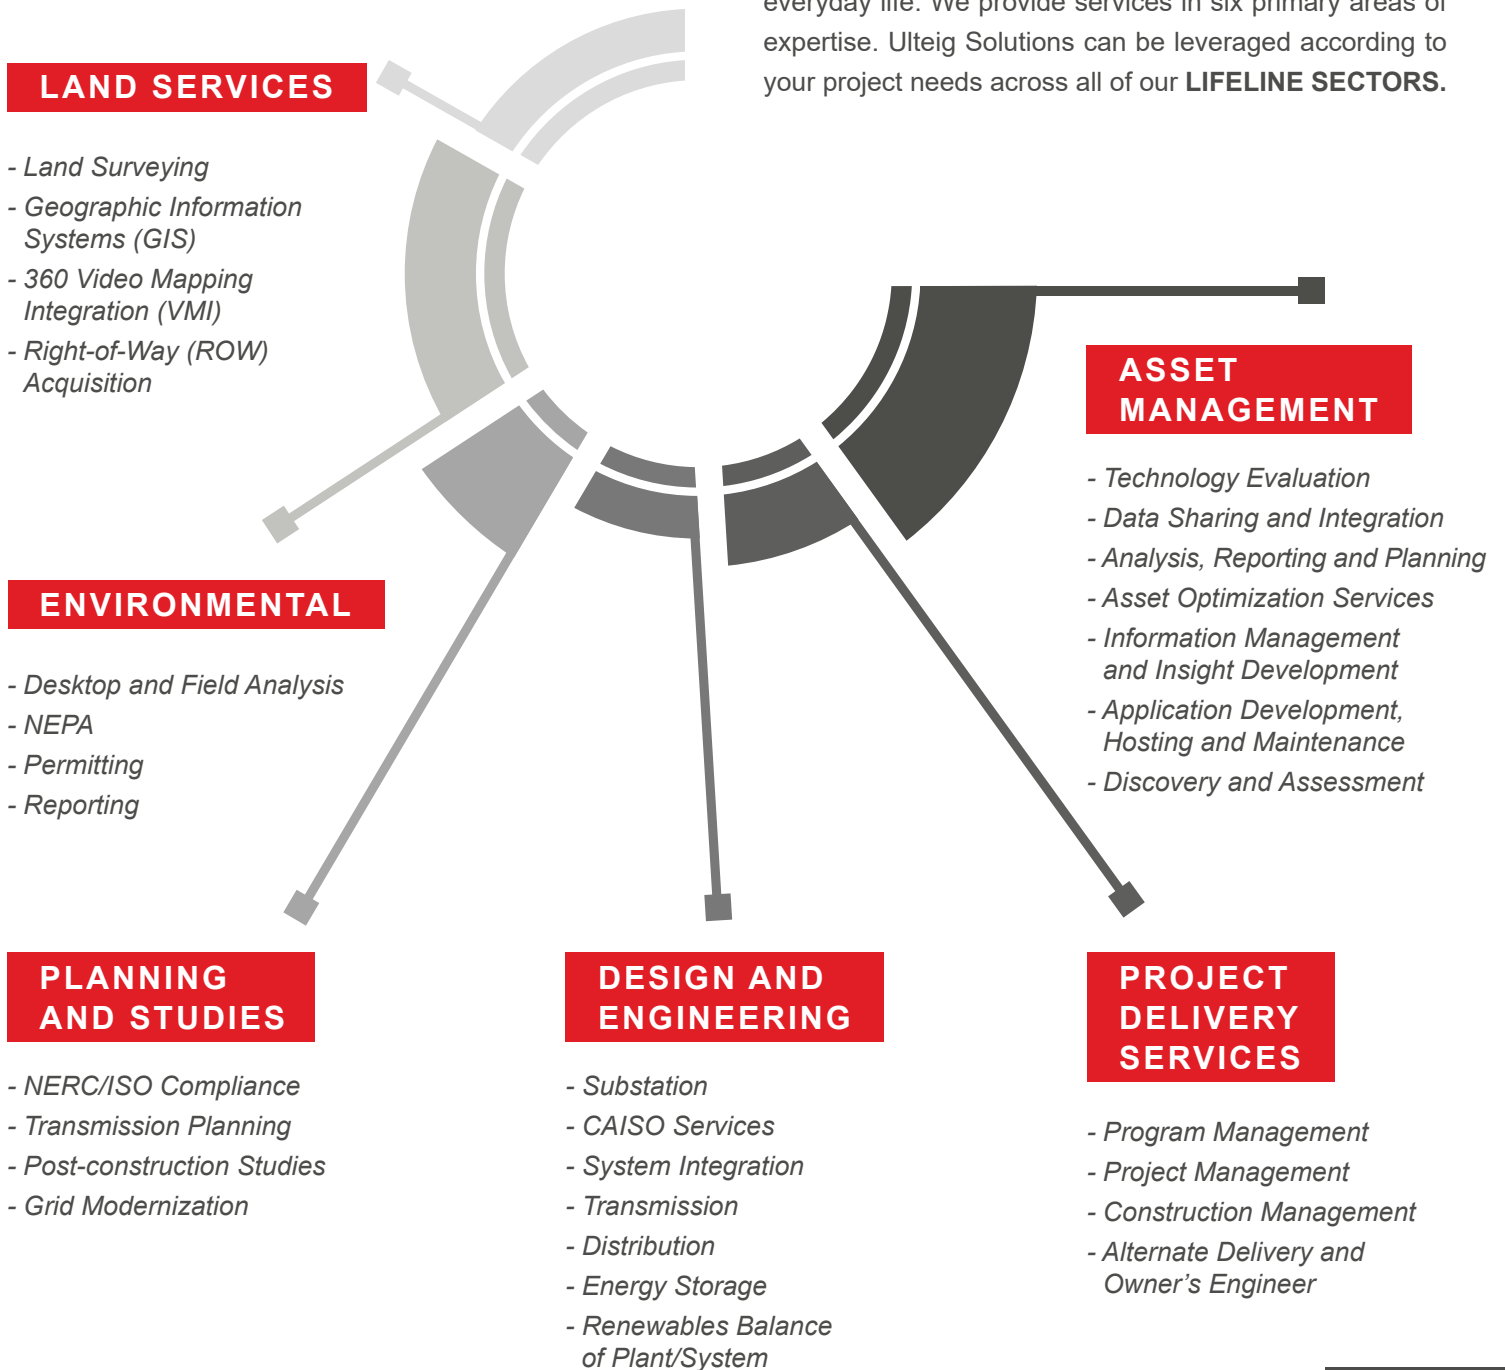 everyday life. We provide services in six primary areas of
expertise. Ulteig Solutions can be leveraged according to
your project needs across all of our LIFELINE SECTORS.
LAND SERVICES
- Land Surveying
- Geographic Information
Systems (GIS)
- 360 Video Mapping
Integration (VMI)
- Right-of-Way (ROW)
Acquisition
ENVIRONMENTAL
- Desktop and Field Analysis
- NEPA
- Permitting
- Reporting
PLANNING
AND STUDIES
- NERC/ISO Compliance
- Transmission Planning
- Post-construction Studies
- Grid Modernization
DESIGN AND
ENGINEERING
- Substation
- CAISO Services
- System Integration
- Transmission
- Distribution
- Energy Storage
- Renewables Balance
of Plant/System
PROJECT
DELIVERY
SERVICES
- Program Management
- Project Management
- Construction Management
- Alternate Delivery and
Owner’s Engineer
ASSET
MANAGEMENT
- Technology Evaluation
- Data Sharing and Integration
- Analysis, Reporting and Planning
- Asset Optimization Services
- Information Management
and Insight Development
- Application Development,
Hosting and Maintenance
- Discovery and Assessment